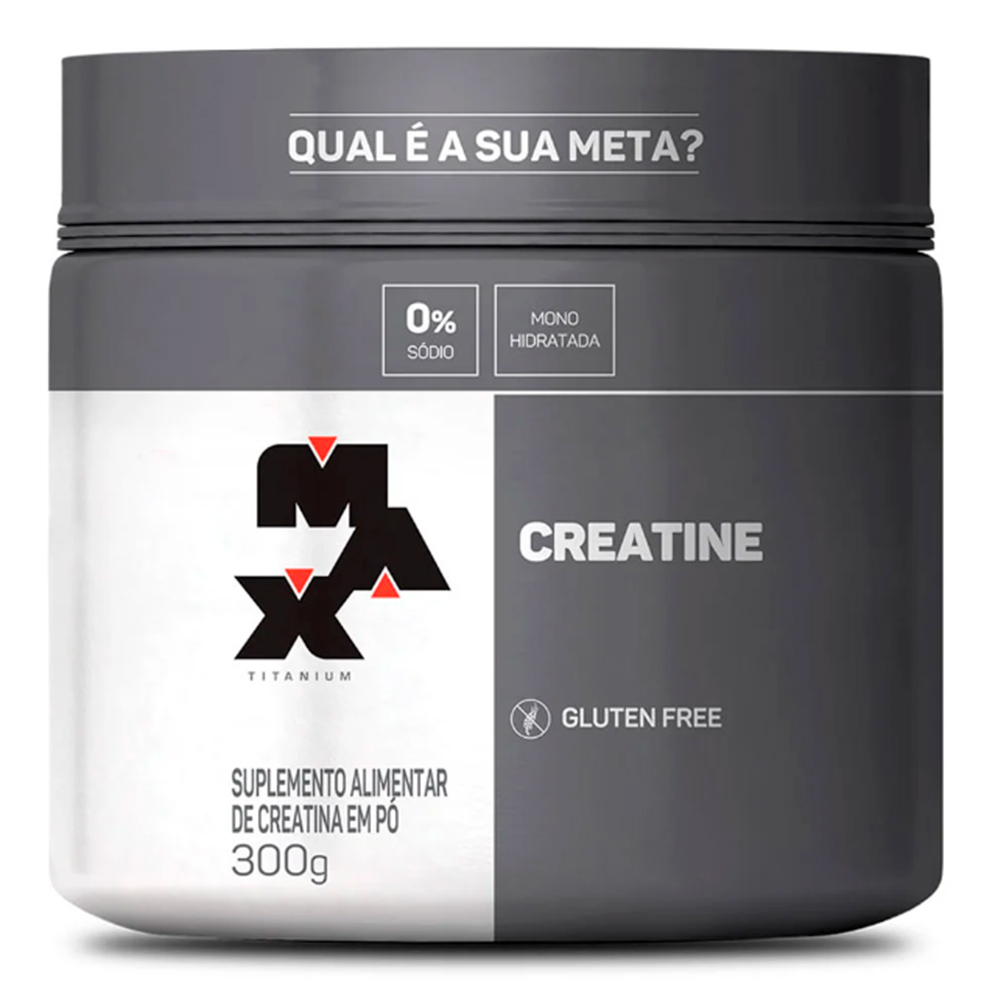 QUAL É A SUA META?
0%
SÓDIO
MONO
HIDRATADA
MAX
TITANIUM
CREATINE
GLUTEN FREE
SUPLEMENTO ALIMENTAR
DE CREATINA EM PÓ
300g